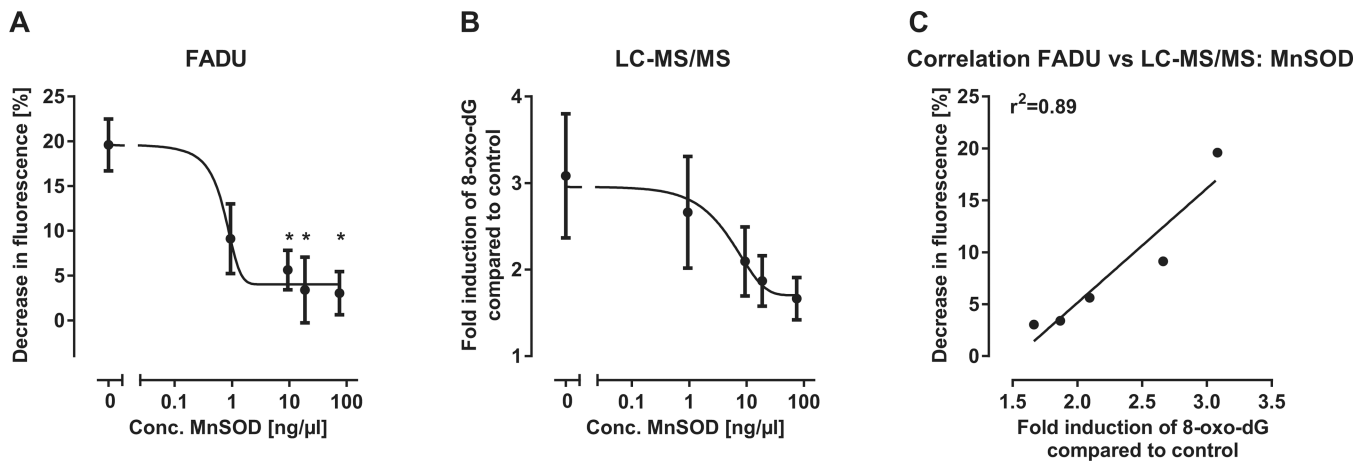 A
FADU
Decrease in fluorescence [%]
25
20
15
10
5
0
* * *
0 0.1 1 10 100
Conc. MnSOD [ng/µl]
B
LC-MS/MS
Fold induction of 8-oxo-dG
compared to control
4
3
2
1
0 0.1 1 10 100
Conc. MnSOD [ng/µl]
C
Correlation FADU vs LC-MS/MS: MnSOD
r²=0.89
Decrease in fluorescence [%]
25
20
15
10
5
0
1.5 2.0 2.5 3.0 3.5
Fold induction of 8-oxo-dG
compared to control